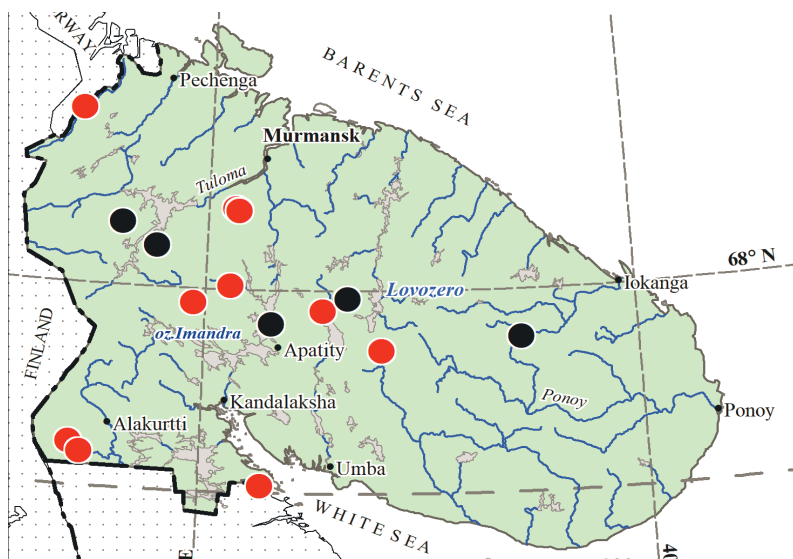 RWAY
BARENTS SEA
Pechenga
Murmansk
Tuloma
68° N
Iokanga
Lovozero
oz.Imandra
Apatity
FINLAND
Kandalaksha
Ponoy
Ponoy
Alakurtti
Umba
WHITE SEA
E
40